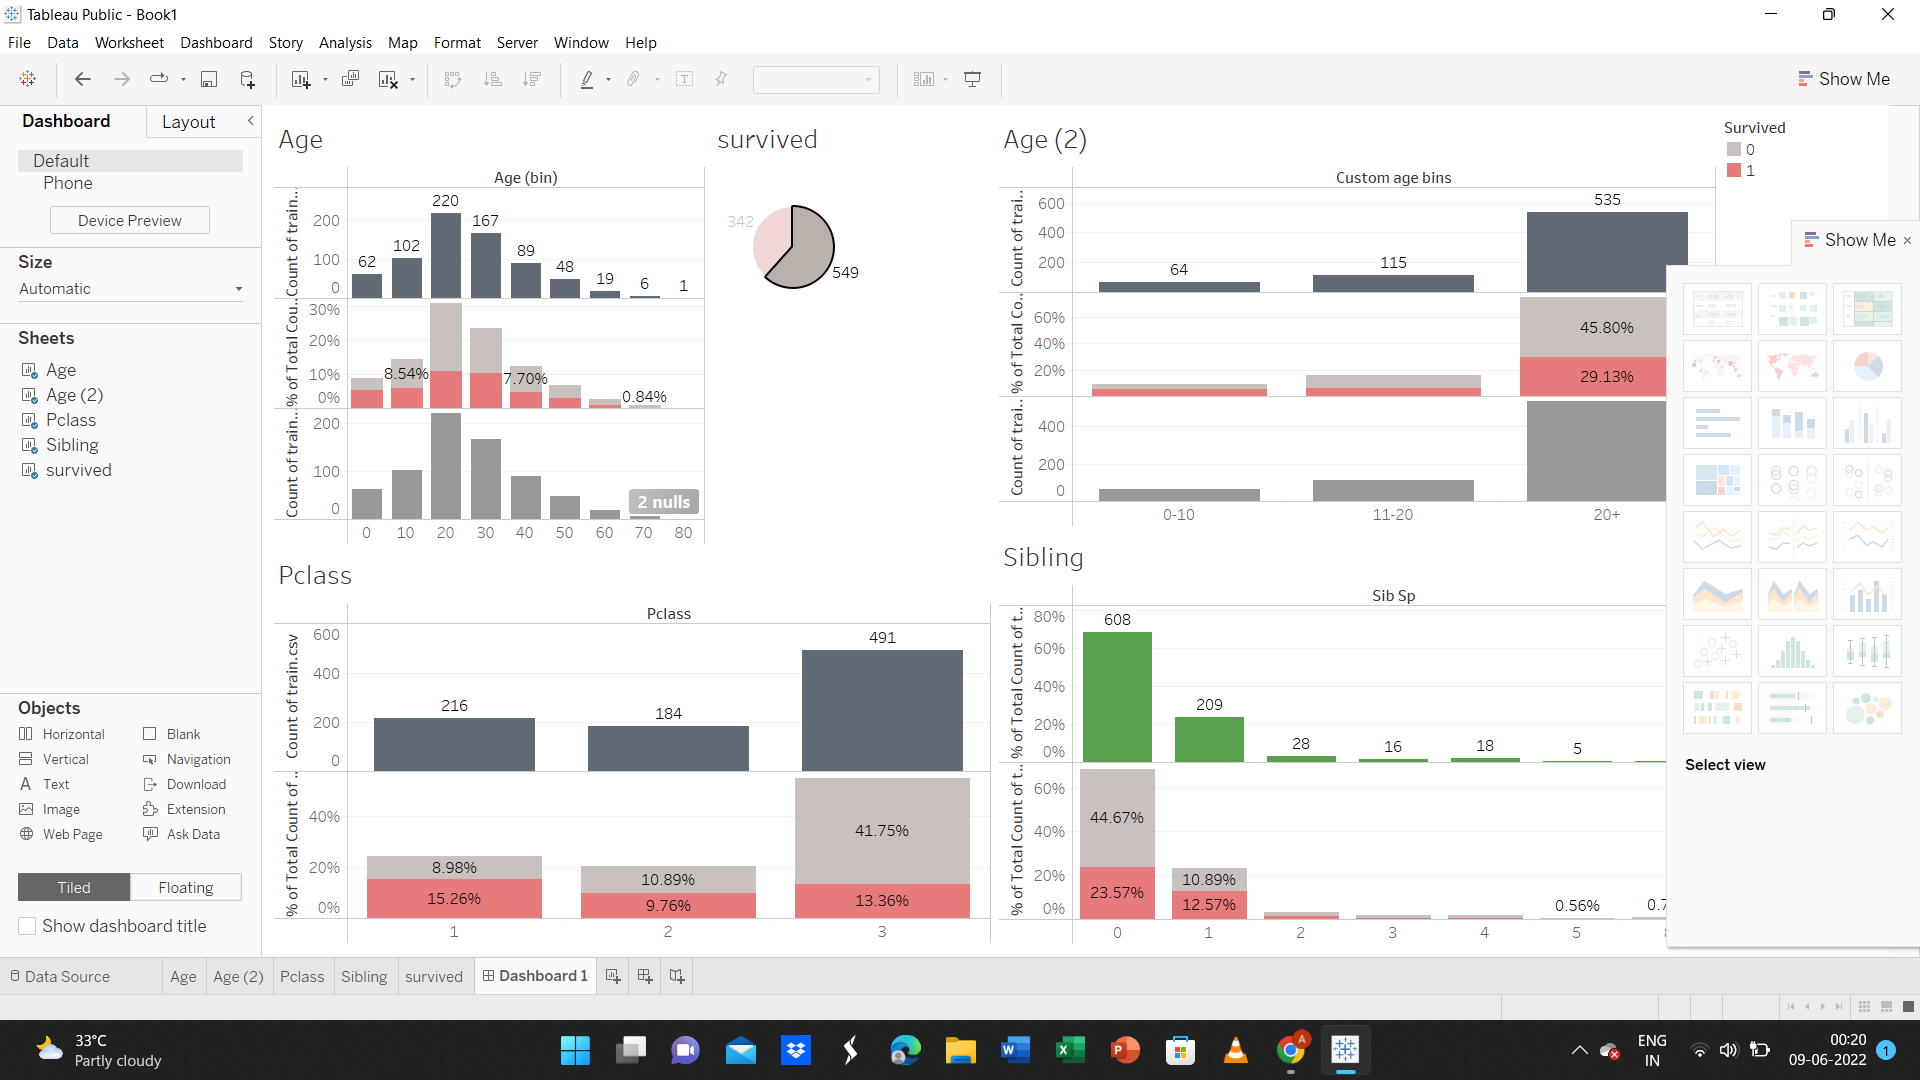 Tableau Public - Book1
File Data Worksheet Dashboard Story Analysis Map Format Server Window Help
Show Me
Dashboard Layout
Default
Phone
Device Preview
Size
Automatic
Sheets
Age
Age (2)
Pclass
Sibling
survived
Objects
Horizontal Blank
Vertical Navigation
Text Download
Image Extension
Web Page Ask Data
Tiled Floating
Show dashboard title
Age
Age (bin)
Count of train...
200
100
0
62 102 220 167 89 48 19 6 1
% of Total Cou...
30%
20%
10%
0%
8.54% 7.70% 0.84%
Count of train...
200
100
0
2 nulls
0 10 20 30 40 50 60 70 80
survived
342
549
Age (2)
Custom age bins
Count of trai...
600
400
200
64 115 535
% of Total Co...
60%
40%
20%
45.80%
29.13%
Count of trai...
400
200
0
0-10 11-20 20+
Survived
0
1
Show Me
Select view
Pclass
Pclass
Count of train.csv
600
400
200
0
216 184 491
% of Total Count of ...
40%
20%
0%
8.98% 10.89% 41.75%
15.26% 9.76% 13.36%
1 2 3
Sibling
Sib Sp
% of Total Count of t...
80%
60%
40%
20%
0%
608 209 28 16 18 5
% of Total Count of t...
60%
40%
20%
0%
44.67% 10.89%
23.57% 12.57% 0.56%
0 1 2 3 4 5
Data Source Age Age (2) Pclass Sibling survived Dashboard 1
33°C
Partly cloudy
ENG
IN
00:20
09-06-2022
1